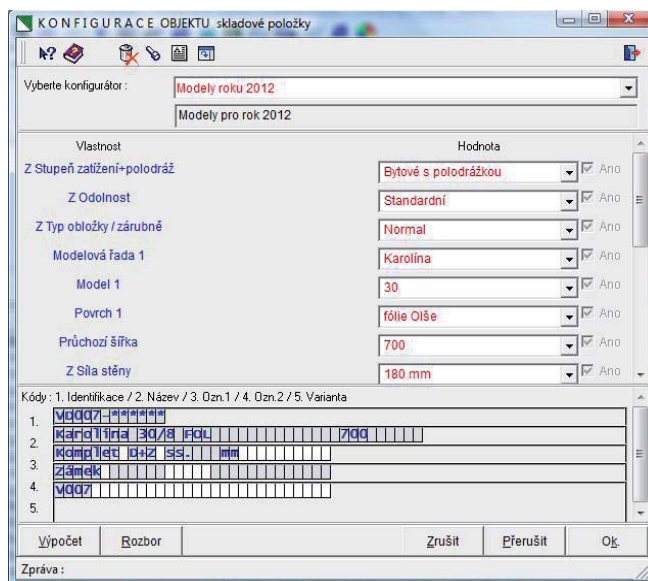 KONFIGURACE OBJEKTU skladové položky
Vyberte konfigurátor :
Modely roku 2012
Modely pro rok 2012
Vlastnost Hodnota
Z Stupeň zatížení+polodráž Bytové s polodrážkou Ano
Z Odolnost Standardní Ano
Z Typ obložky / zárubně Normal Ano
Modelová řada 1 Karolína Ano
Model 1 30 Ano
Povrch 1 fólie Olše Ano
Průchozí šířka 700 Ano
Z Síla stěny 180 mm
Kódy : 1. Identifikace / 2. Název / 3. Ozn.1 / 4. Ozn.2 / 5. Varianta
1. VD007-******
2. Karolína 30/8 FOL 700
3. Komplet D+Z ss. mm
4. Zámek
5. V007
Výpočet Rozbor Zrušit Přerušit Ok.
Zpráva :